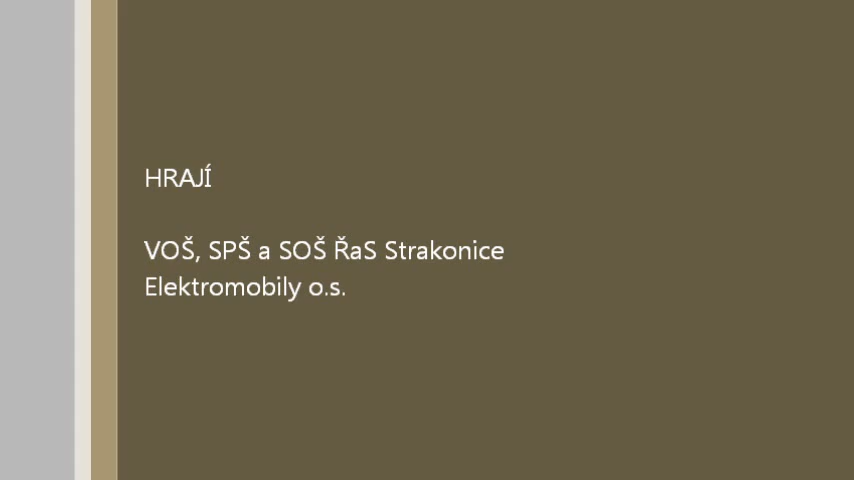 HRAJÍ
VOŠ, SPŠ a SOŠ ŘaS Strakonice
Elektromobily o.s.